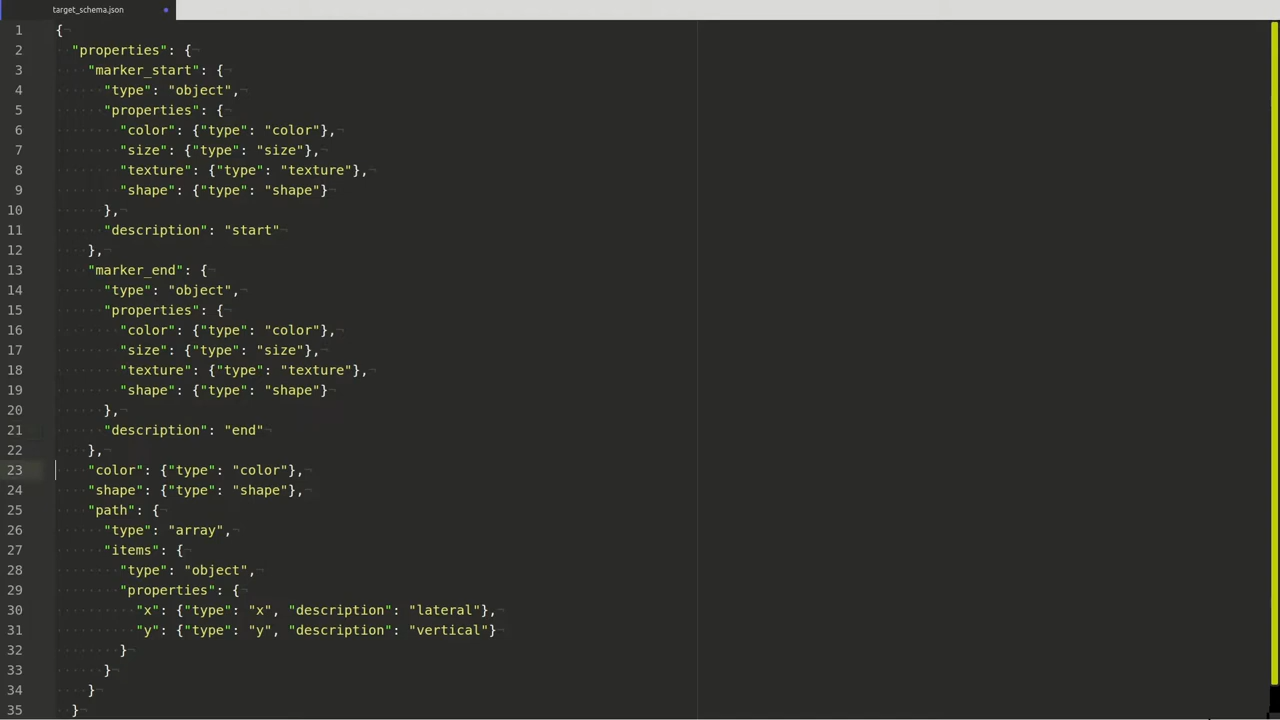 target_schema.json
1 {
2 "properties": {
3 "marker_start": {
4 "type": "object",
5 "properties": {
6 "color": {"type": "color"},
7 "size": {"type": "size"},
8 "texture": {"type": "texture"},
9 "shape": {"type": "shape"}
10 },
11 "description": "start"
12 },
13 "marker_end": {
14 "type": "object",
15 "properties": {
16 "color": {"type": "color"},
17 "size": {"type": "size"},
18 "texture": {"type": "texture"},
19 "shape": {"type": "shape"}
20 },
21 "description": "end"
22 },
23 "color": {"type": "color"},
24 "shape": {"type": "shape"},
25 "path": {
26 "type": "array",
27 "items": {
28 "type": "object",
29 "properties": {
30 "x": {"type": "x", "description": "lateral"},
31 "y": {"type": "y", "description": "vertical"}
32 }
33 }
34 }
35 }